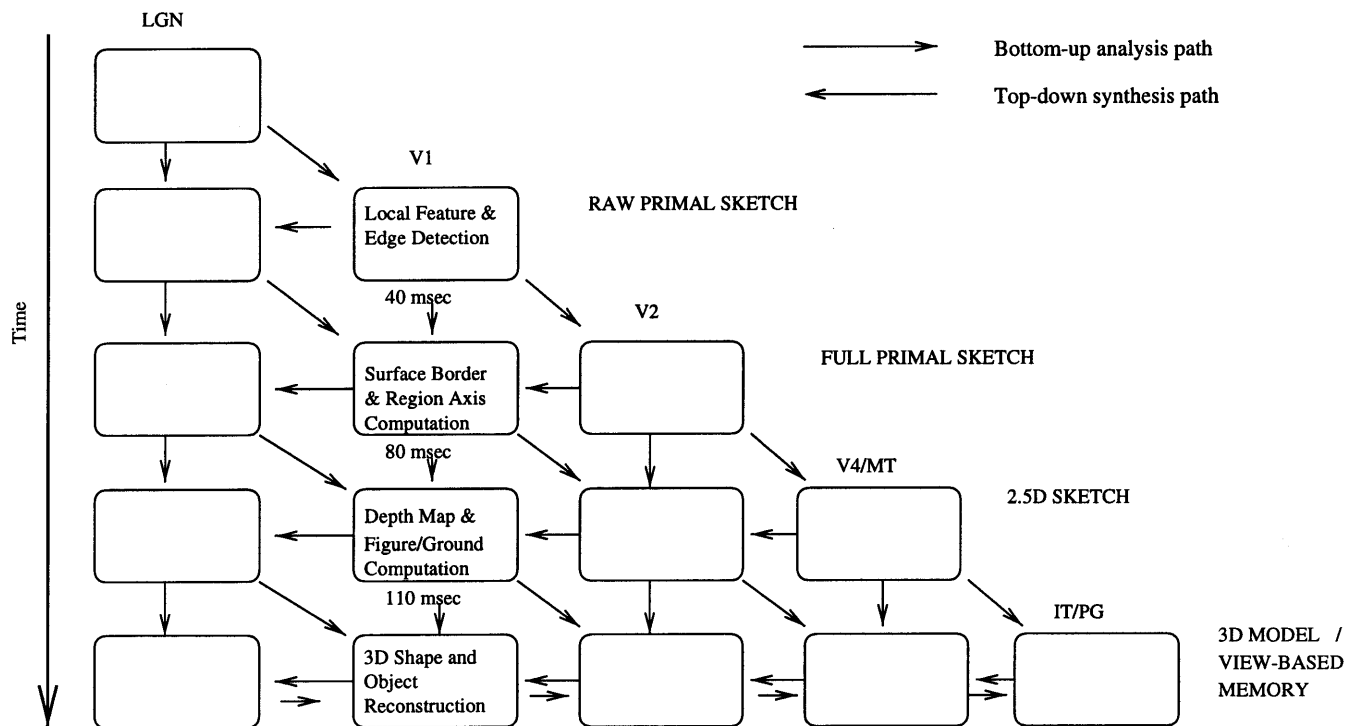 LGN
Bottom-up analysis path
Top-down synthesis path
V1
RAW PRIMAL SKETCH
Local Feature &
Edge Detection
40 msec
V2
Time
FULL PRIMAL SKETCH
Surface Border
& Region Axis
Computation
80 msec
V4/MT
2.5D SKETCH
Depth Map &
Figure/Ground
Computation
110 msec
IT/PG
3D Shape and
Object
Reconstruction
3D MODEL /
VIEW-BASED
MEMORY